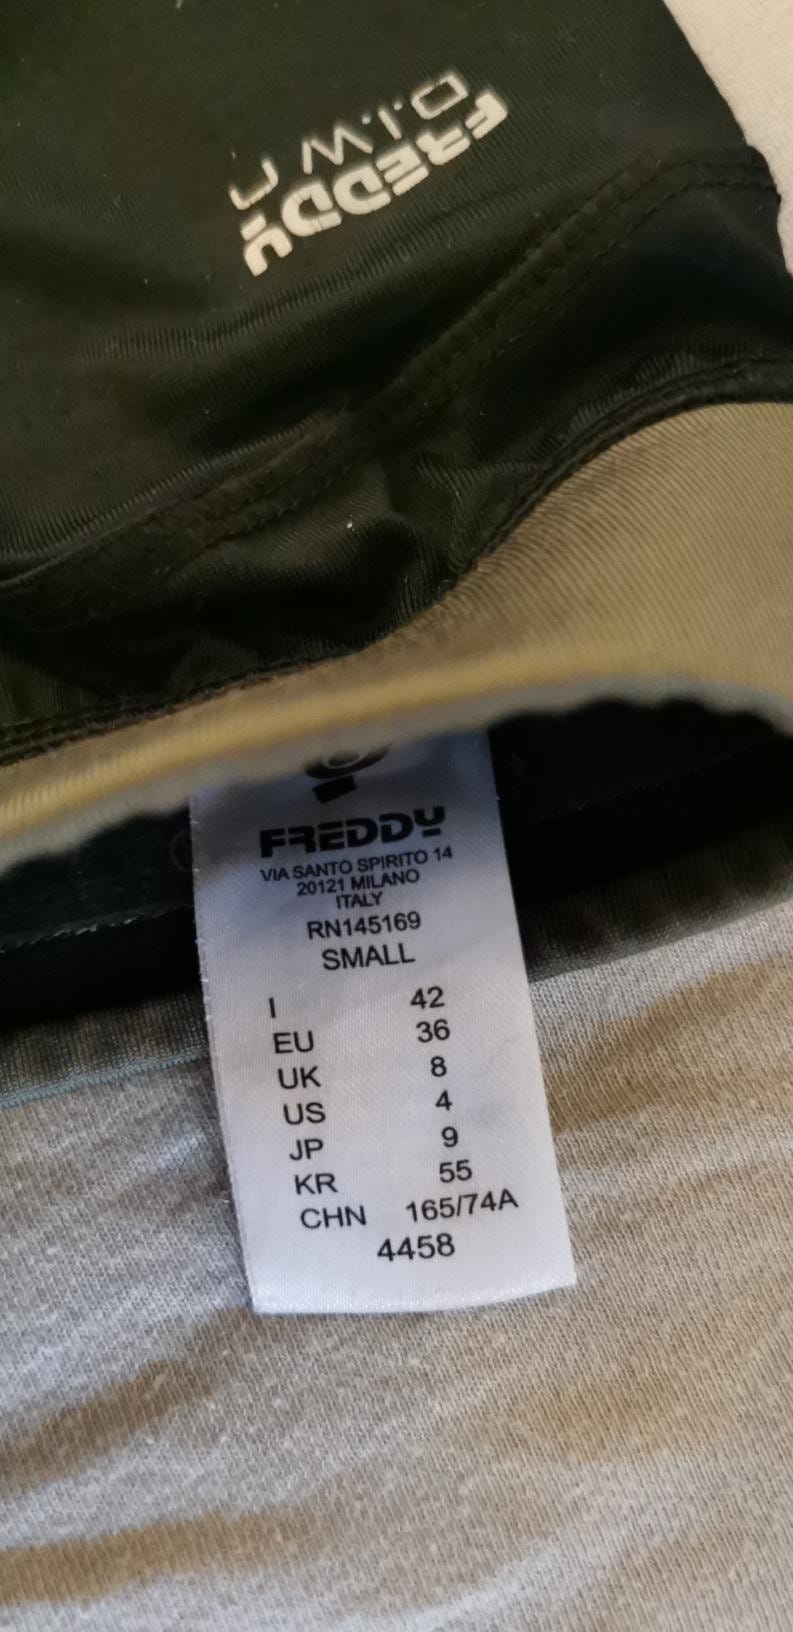 FREDDY
D.I.W.O.
FREDDY
VIA SANTO SPIRITO 14
20121 MILANO
ITALY
RN145169
SMALL
I 42
EU 36
UK 8
US 4
JP 9
KR 55
CHN 165/74A
4458